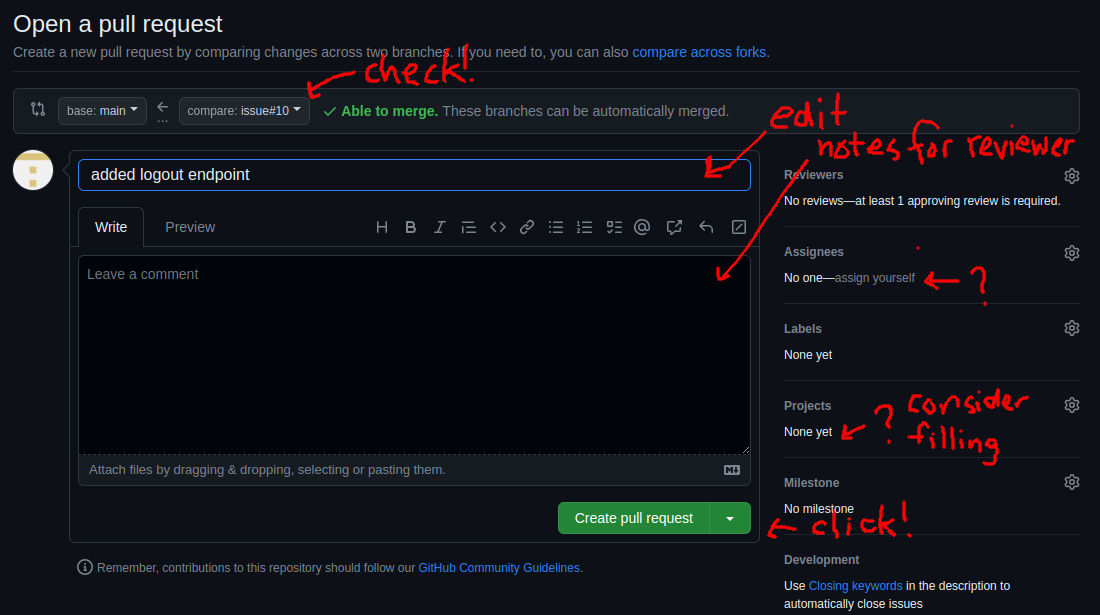 Open a pull request
Create a new pull request by comparing changes across two branches. If you need to, you can also compare across forks.
check!
base: main
compare: issue#10
Able to merge. These branches can be automatically merged.
edit
notes for reviewer
added logout endpoint
Write
Preview
Leave a comment
Attach files by dragging & dropping, selecting or pasting them.
Create pull request
click!
Remember, contributions to this repository should follow our GitHub Community Guidelines.
Reviewers
No reviews—at least 1 approving review is required.
Assignees
No one—assign yourself
?
Labels
None yet
Projects
None yet
? consider
filling
Milestone
No milestone
Development
Use Closing keywords in the description to
automatically close issues